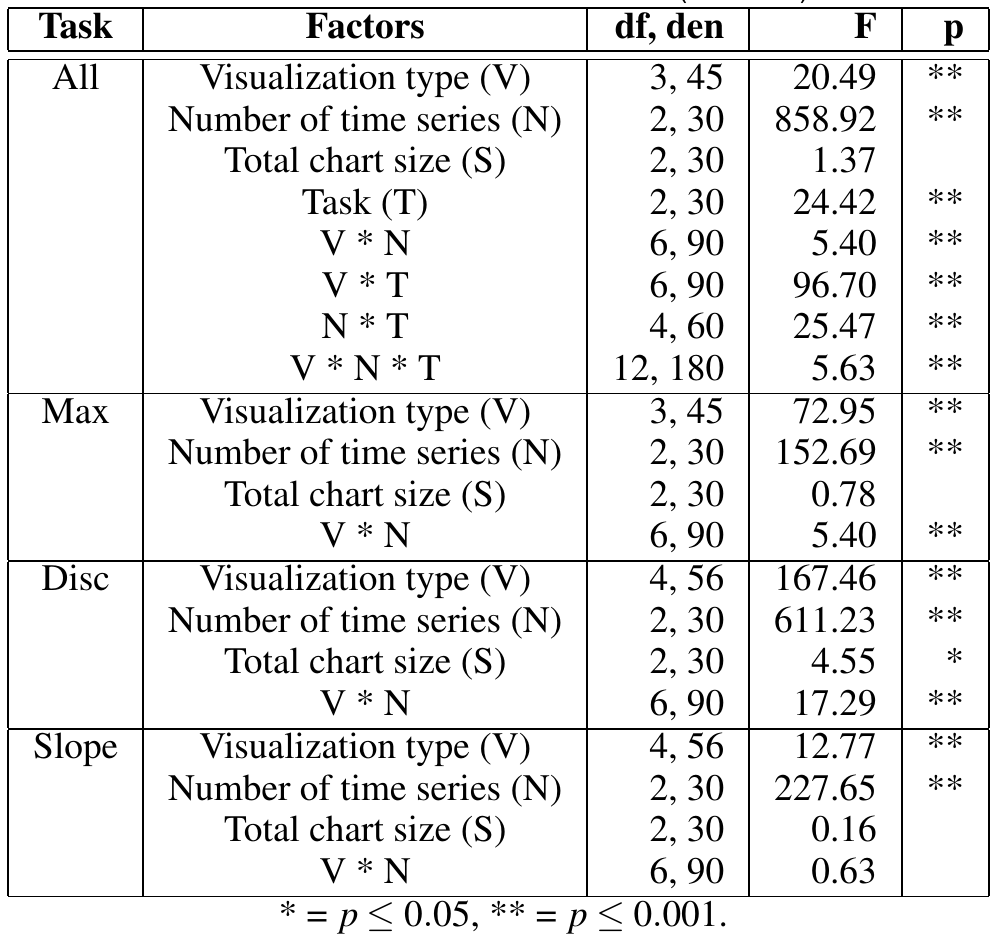 Task Factors df, den F p
All Visualization type (V) 3, 45 20.49 **
Number of time series (N) 2, 30 858.92 **
Total chart size (S) 2, 30 1.37
Task (T) 2, 30 24.42 **
V * N 6, 90 5.40 **
V * T 6, 90 96.70 **
N * T 4, 60 25.47 **
V * N * T 12, 180 5.63 **
Max Visualization type (V) 3, 45 72.95 **
Number of time series (N) 2, 30 152.69 **
Total chart size (S) 2, 30 0.78
V * N 6, 90 5.40 **
Disc Visualization type (V) 4, 56 167.46 **
Number of time series (N) 2, 30 611.23 **
Total chart size (S) 2, 30 4.55 *
V * N 6, 90 17.29 **
Slope Visualization type (V) 4, 56 12.77 **
Number of time series (N) 2, 30 227.65 **
Total chart size (S) 2, 30 0.16
V * N 6, 90 0.63
* = p ≤ 0.05, ** = p ≤ 0.001.